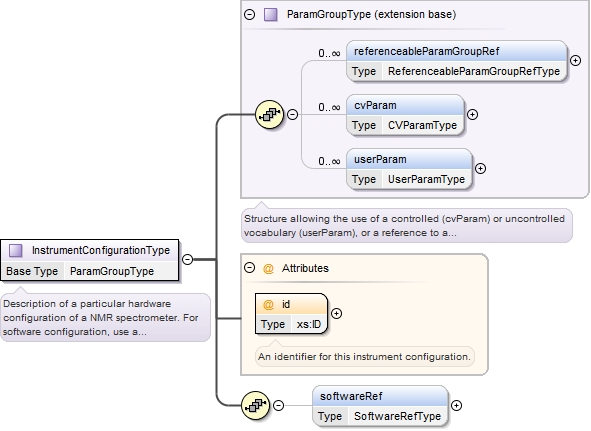 ParamGroupType (extension base)
0..∞
referenceableParamGroupRef
Type ReferenceableParamGroupRefType
0..∞
cvParam
Type CVParamType
0..∞
userParam
Type UserParamType
Structure allowing the use of a controlled (cvParam) or uncontrolled
vocabulary (userParam), or a reference to a...
InstrumentConfigurationType
Base Type ParamGroupType
Description of a particular hardware
configuration of a NMR spectrometer. For
software configuration, use a...
@ Attributes
@ id
Type xs:ID
An identifier for this instrument configuration.
softwareRef
Type SoftwareRefType